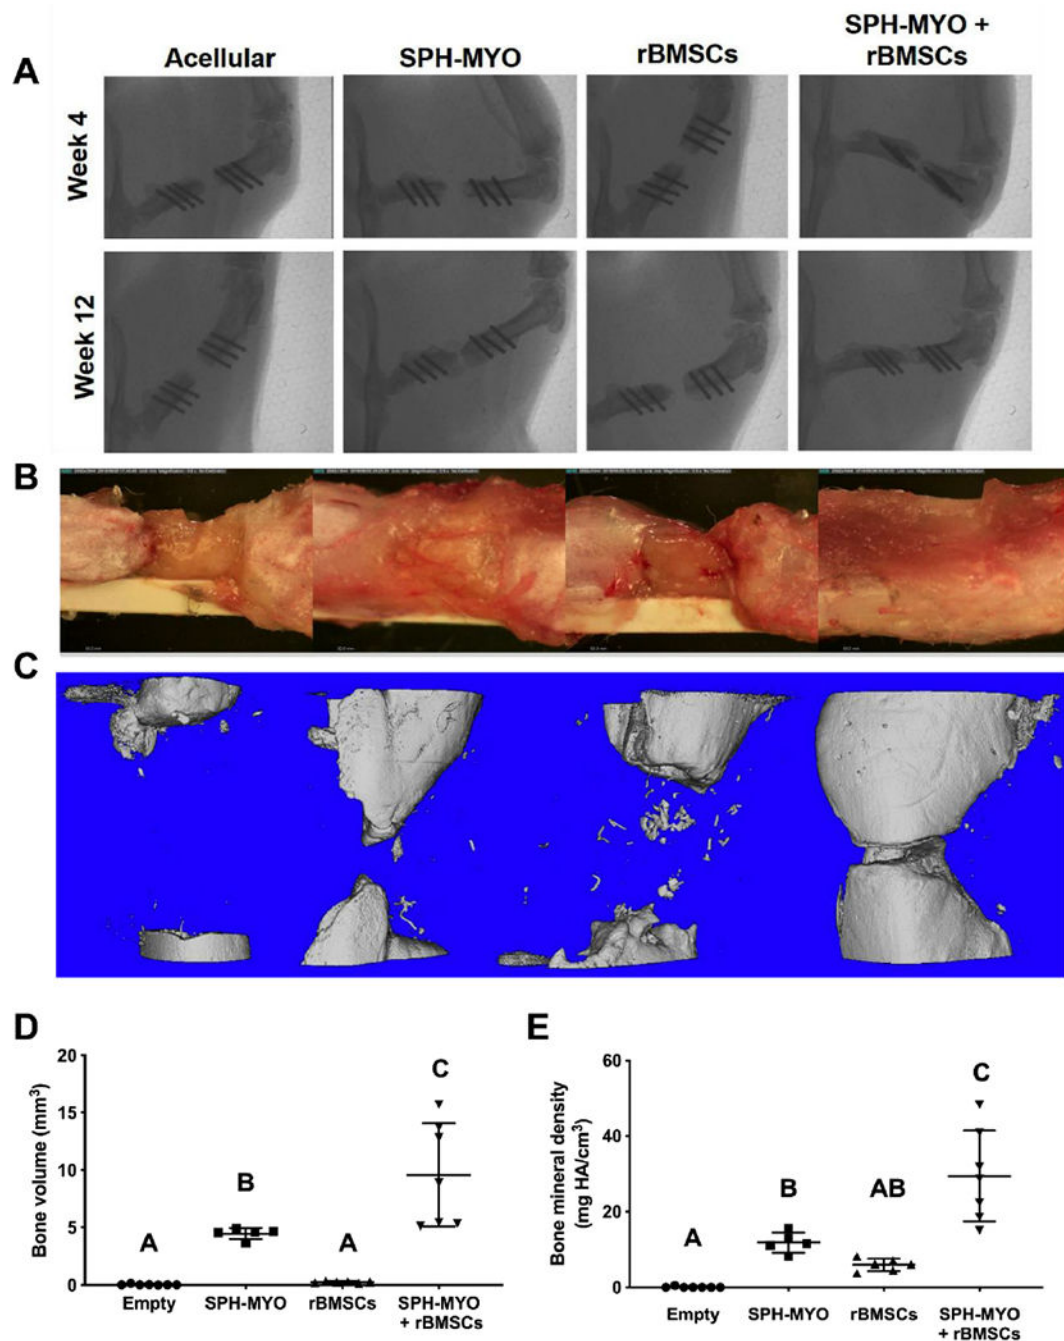 A
Acellular
SPH-MYO
rBMSCs
SPH-MYO +
rBMSCs
Week 4
Week 12
B
C
D
Bone volume (mm³)
20
15
10
5
0
A
B
A
C
Empty
SPH-MYO
rBMSCs
SPH-MYO
+ rBMSCs
E
Bone mineral density
(mg HA/cm³)
60
40
20
0
A
B
AB
C
Empty
SPH-MYO
rBMSCs
SPH-MYO
+ rBMSCs